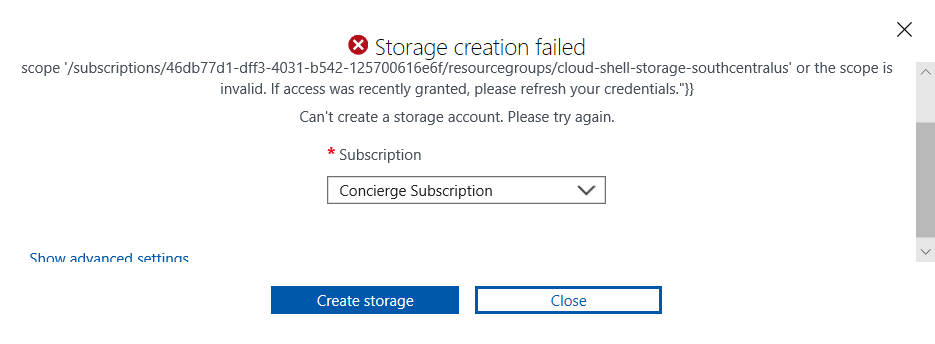 Storage creation failed
scope '/subscriptions/46db77d1-dff3-4031-b542-125700616e6f/resourcegroups/cloud-shell-storage-southcentralus' or the scope is
invalid. If access was recently granted, please refresh your credentials."}}
Can't create a storage account. Please try again.
* Subscription
Concierge Subscription
Show advanced settings
Create storage
Close